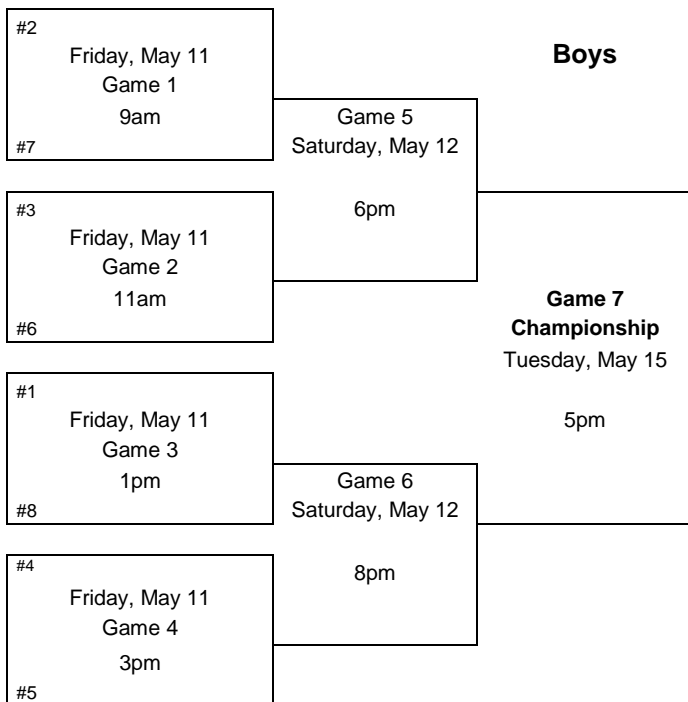 #2
Friday, May 11
Game 1
9am
#7
Boys
Game 5
Saturday, May 12
6pm
#3
Friday, May 11
Game 2
11am
#6
Game 7
Championship
Tuesday, May 15
5pm
#1
Friday, May 11
Game 3
1pm
#8
Game 6
Saturday, May 12
8pm
#4
Friday, May 11
Game 4
3pm
#5